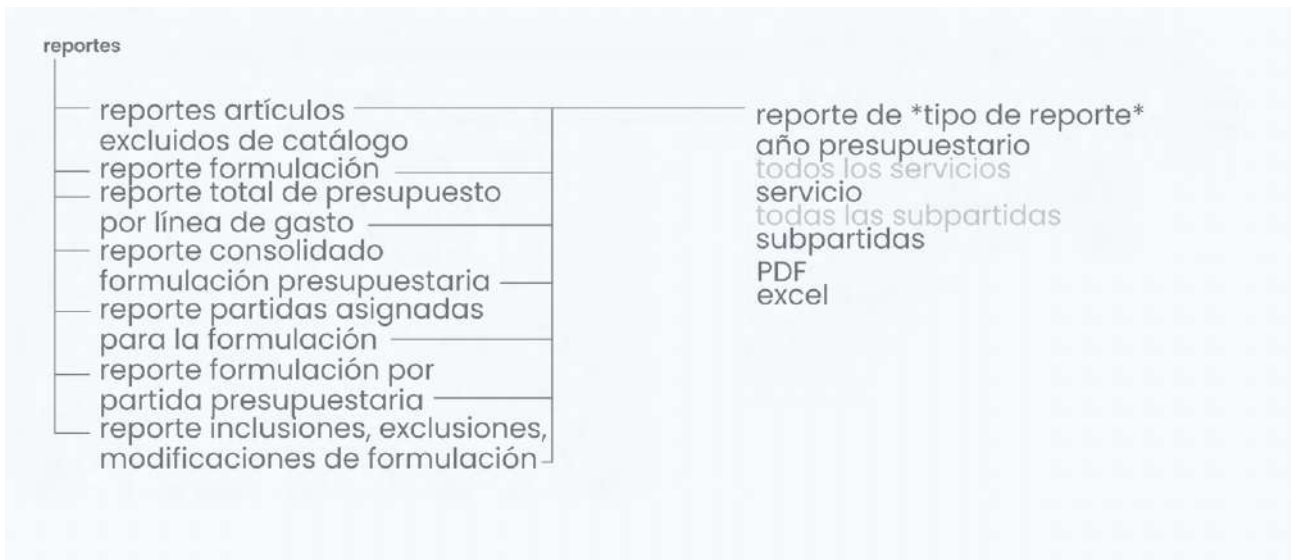 reportes
reportes artículos
excluidos de catálogo
reporte formulación
reporte total de presupuesto
por línea de gasto
reporte consolidado
formulación presupuestaria
reporte partidas asignadas
para la formulación
reporte formulación por
partida presupuestaria
reporte inclusiones, exclusiones,
modificaciones de formulación
reporte de *tipo de reporte*
año presupuestario
todos los servicios
servicio
todas las subpartidas
subpartidas
PDF
excel